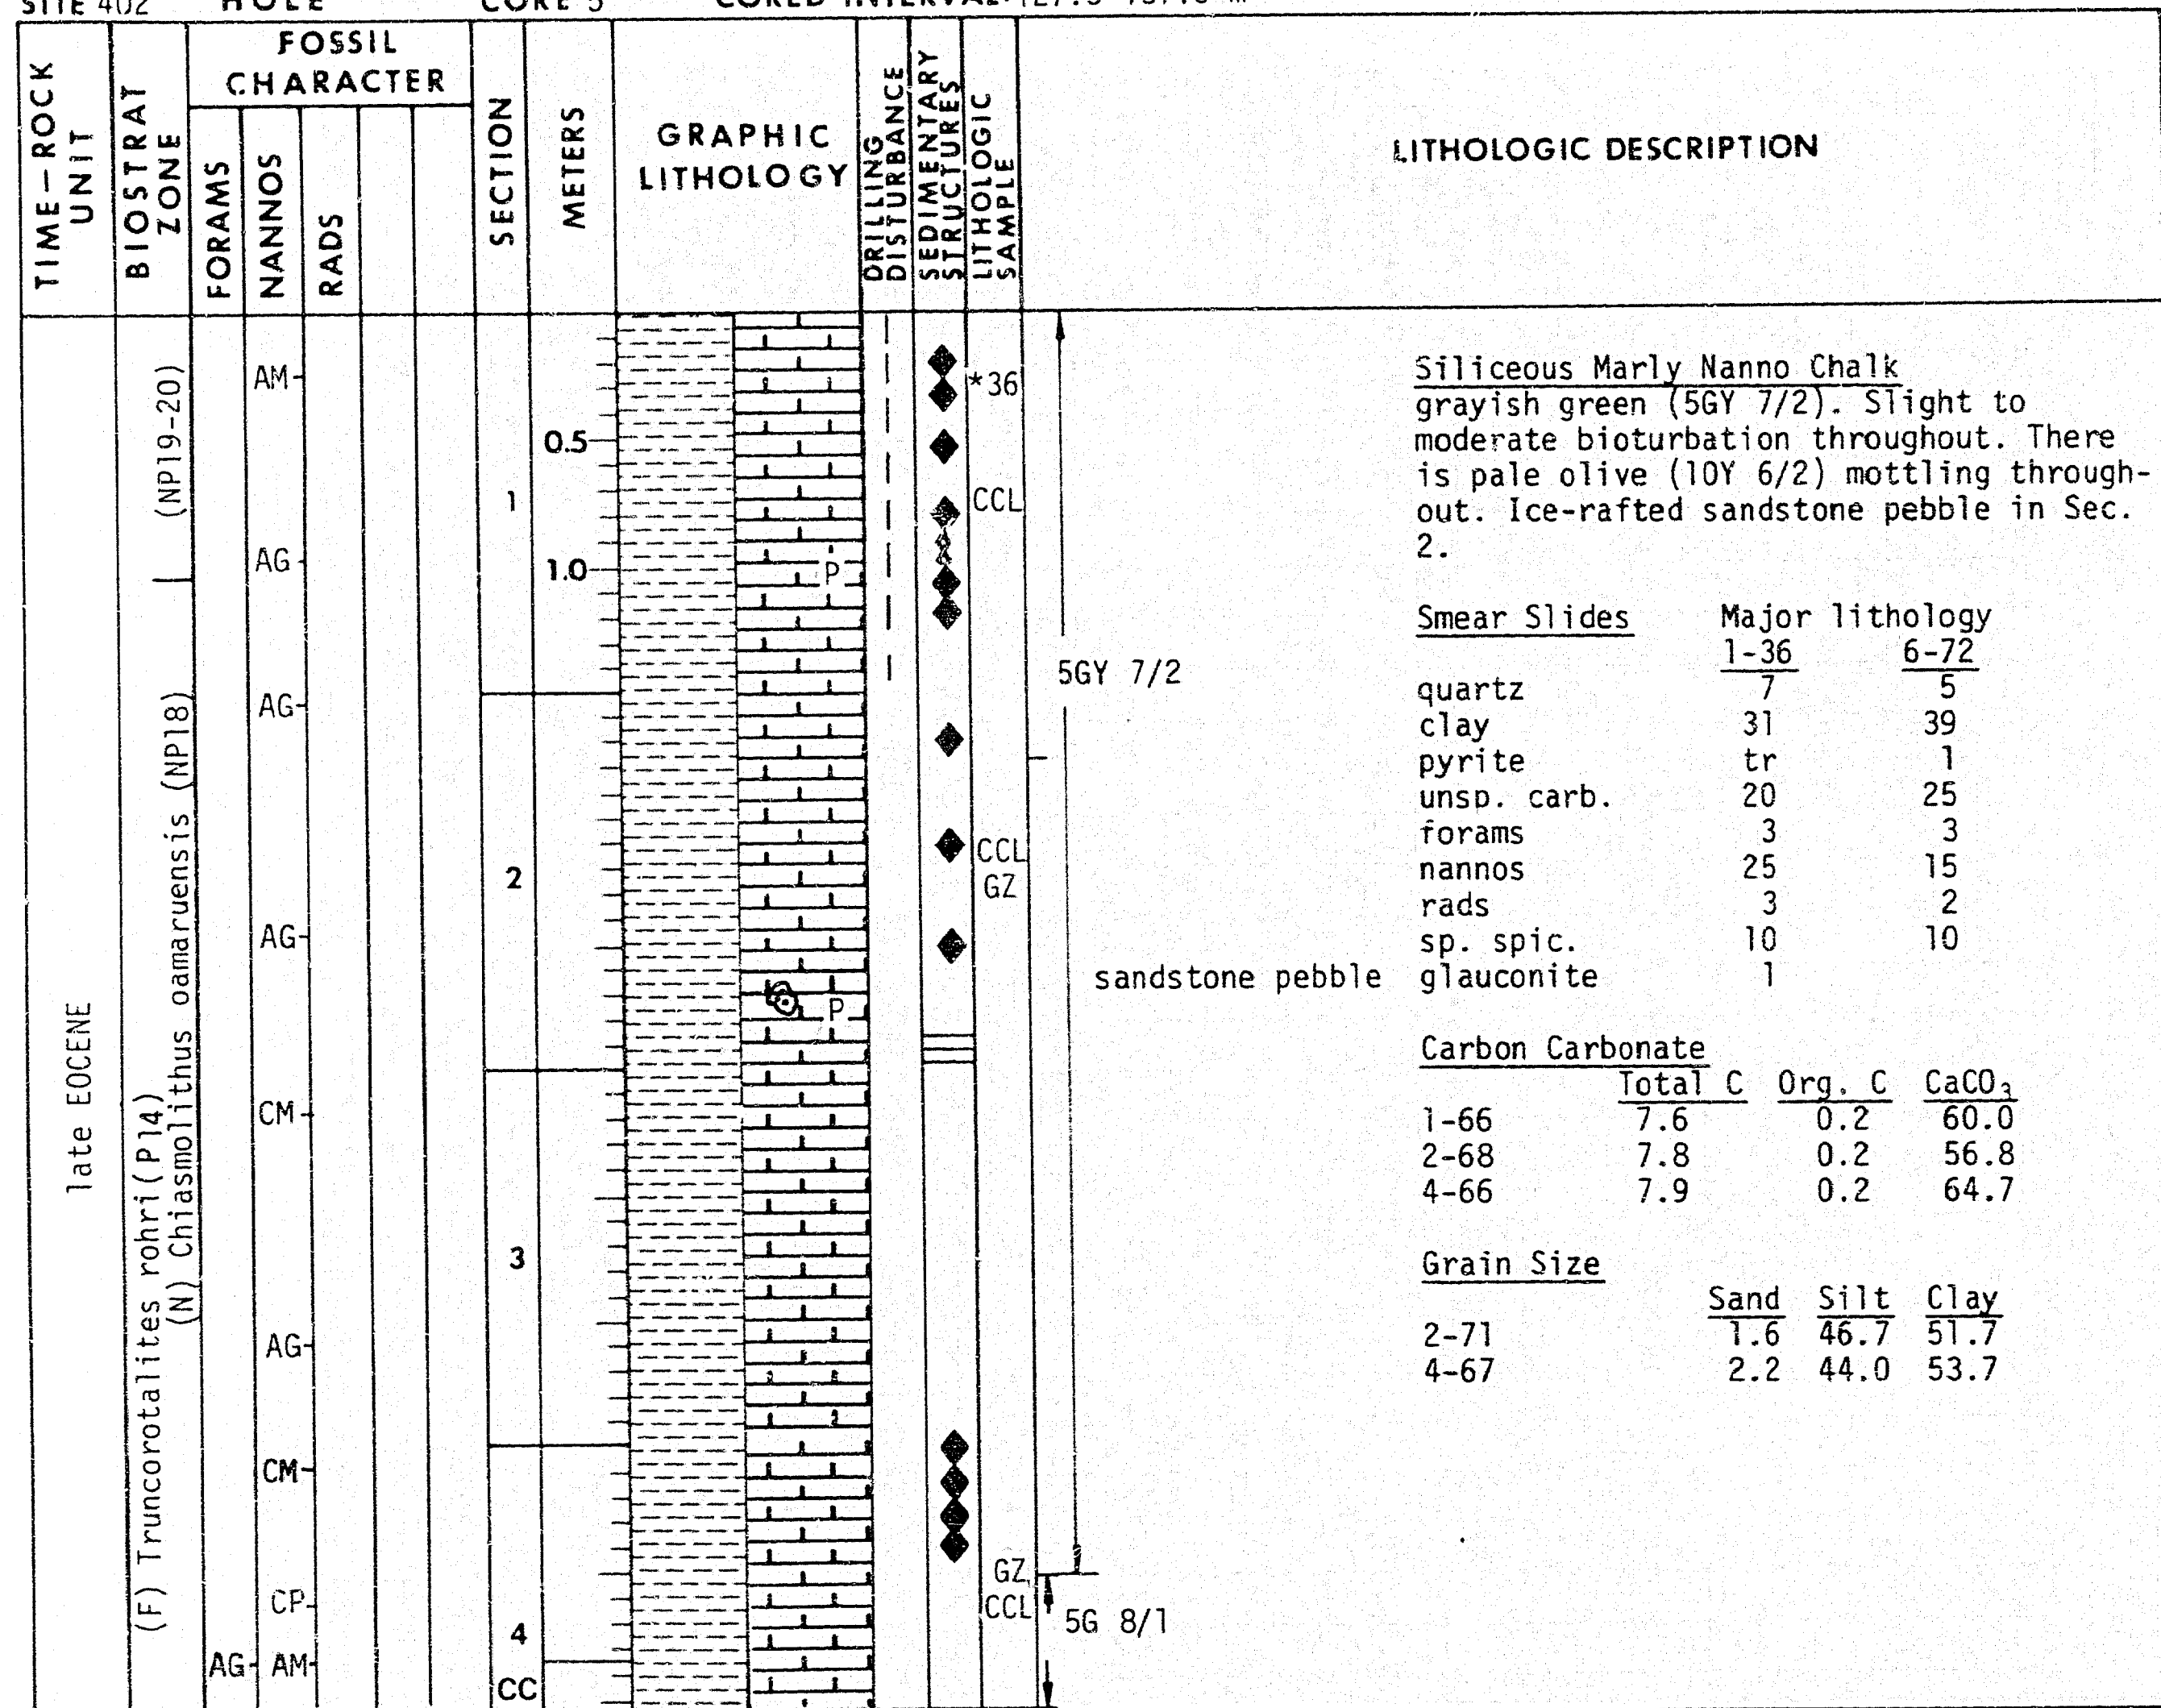 SITE 402 HOLE CORE 5 CORED INTERVAL
TIME-ROCK UNIT
BIOSTRAT ZONE
FOSSIL CHARACTER
FORAMS
NANNOS
RADS
SECTION
METERS
GRAPHIC LITHOLOGY
DRILLING DISTURBANCE
SEDIMENTARY STRUCTURES
LITHOLOGIC SAMPLE
LITHOLOGIC DESCRIPTION
late EOCENE
(F) Truncorotalites rohri(P14)
(N) Chiasmolithus oamaruensis (NP18)
(NP19-20)
AM
AG
AG
AG
CM
AG
CM
CP
AG AM
1
2
3
4
CC
0.5
1.0
P
P
*36
CCL
CCL
GZ
GZ
CCL
5GY 7/2
sandstone pebble
5G 8/1
Siliceous Marly Nanno Chalk
grayish green (5GY 7/2). Slight to
moderate bioturbation throughout. There
is pale olive (10Y 6/2) mottling through-
out. Ice-rafted sandstone pebble in Sec.
2.
Smear Slides Major lithology
1-36 6-72
quartz 7 5
clay 31 39
pyrite tr 1
unsp. carb. 20 25
forams 3 3
nannos 25 15
rads 3 2
sp. spic. 10 10
glauconite 1
Carbon Carbonate
Total C Org. C CaCO₃
1-66 7.6 0.2 60.0
2-68 7.8 0.2 56.8
4-66 7.9 0.2 64.7
Grain Size
Sand Silt Clay
2-71 1.6 46.7 51.7
4-67 2.2 44.0 53.7